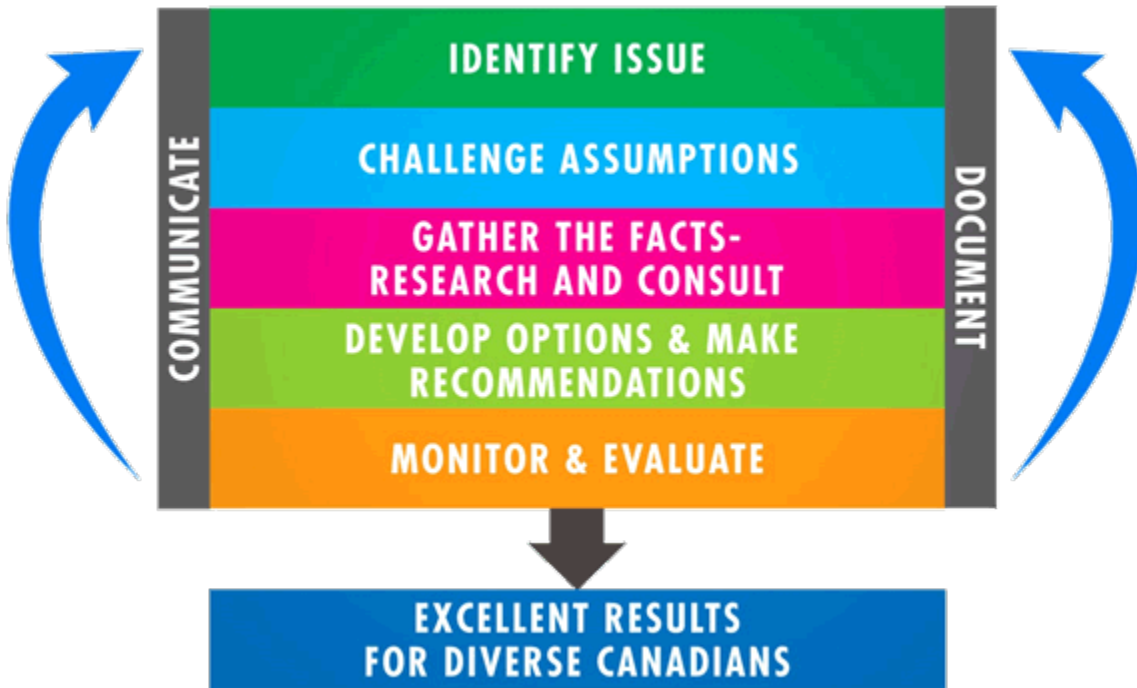 IDENTIFY ISSUE
CHALLENGE ASSUMPTIONS
GATHER THE FACTS-
RESEARCH AND CONSULT
DEVELOP OPTIONS & MAKE
RECOMMENDATIONS
MONITOR & EVALUATE
COMMUNICATE
DOCUMENT
EXCELLENT RESULTS
FOR DIVERSE CANADIANS